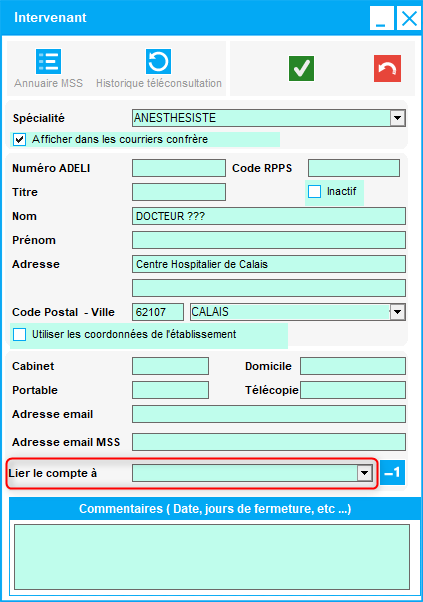 Intervenant
Annuaire MSS Historique téléconsultation
Spécialité ANESTHESISTE
Afficher dans les courriers confrère
Numéro ADELI Code RPPS
Titre Inactif
Nom DOCTEUR ???
Prénom
Adresse Centre Hospitalier de Calais
Code Postal - Ville 62107 CALAIS
Utiliser les coordonnées de l'établissement
Cabinet Domicile
Portable Télécopie
Adresse email
Adresse email MSS
Lier le compte à -1
Commentaires ( Date, jours de fermeture, etc ...)